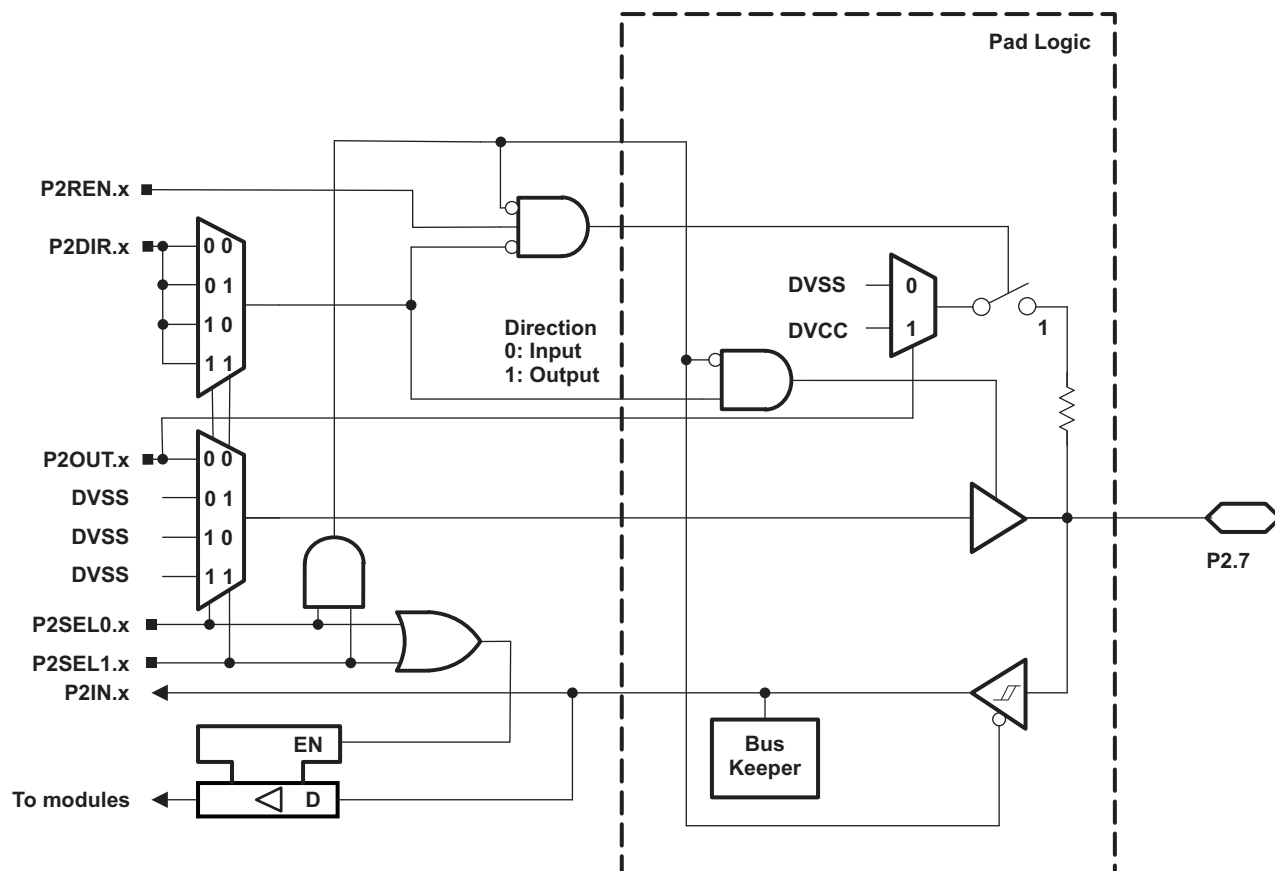 Pad Logic
P2REN.x
P2DIR.x
0 0
0 1
1 0
1 1
Direction
0: Input
1: Output
DVSS
0
DVCC
1
1
P2OUT.x
0 0
DVSS
0 1
DVSS
1 0
DVSS
1 1
P2.7
P2SEL0.x
P2SEL1.x
P2IN.x
EN
Bus
Keeper
To modules
D